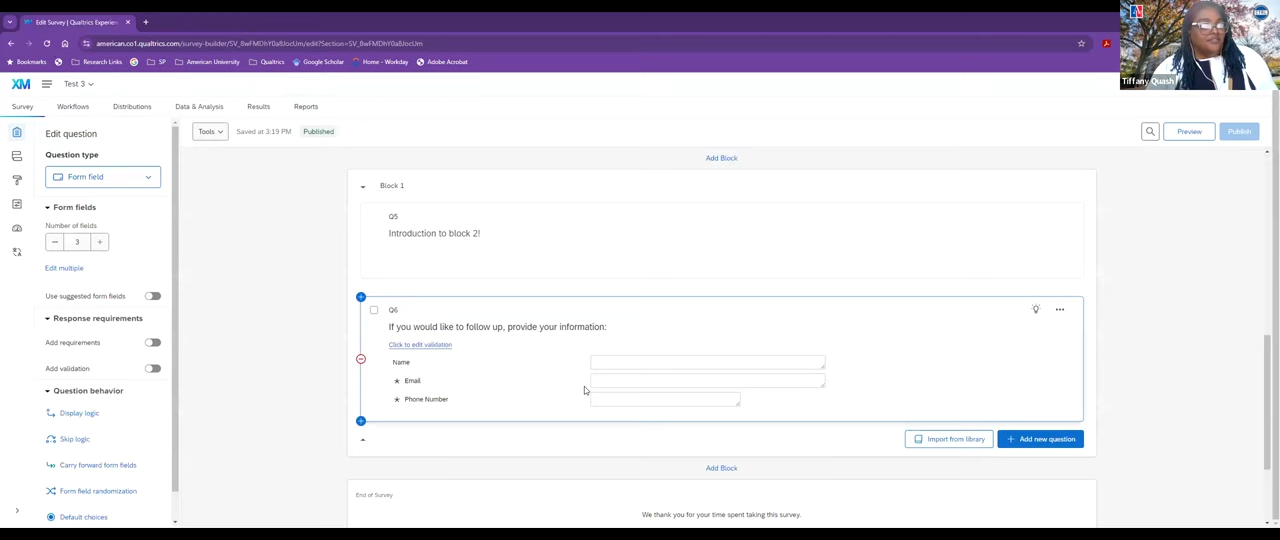 Edit Survey | Qualtrics Experien
american.co1.qualtrics.com/survey-builder/SV_8wFMDhY0a8JocUm/edit?Section=SV_8wFMDhY0a8JocUm
Bookmarks
Research Links
SP
American University
Qualtrics
Google Scholar
Home - Workday
Adobe Acrobat
Tiffany Quash
XM
Test 3
Survey
Workflows
Distributions
Data & Analysis
Results
Reports
Edit question
Tools
Saved at 3:19 PM
Published
Preview
Publish
Question type
Form field
Form fields
Number of fields
3
Edit multiple
Use suggested form fields
Response requirements
Add requirements
Add validation
Question behavior
Display logic
Skip logic
Carry forward form fields
Form field randomization
Default choices
Add Block
Block 1
Q5
Introduction to block 2!
Q6
If you would like to follow up, provide your information:
Click to edit validation
Name
* Email
* Phone Number
Import from library
Add new question
Add Block
End of Survey
We thank you for your time spent taking this survey.